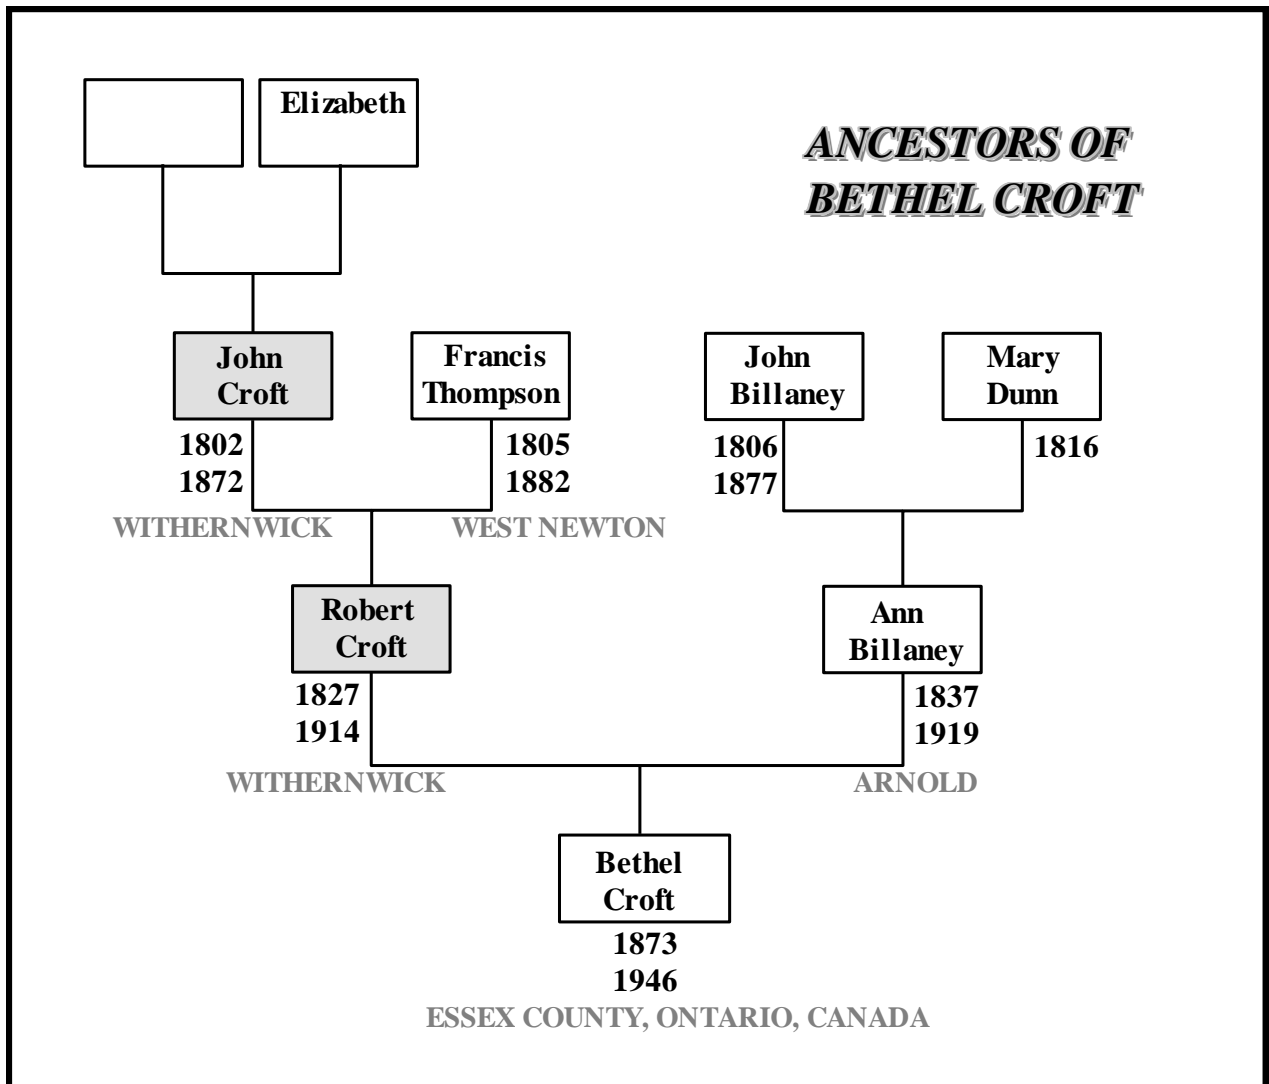 Elizabeth
ANCESTORS OF
BETHEL CROFT
John
Croft
Francis
Thompson
John
Billaney
Mary
Dunn
1802
1872
1805
1882
1806
1877
1816
WITHERNWICK
WEST NEWTON
Robert
Croft
Ann
Billaney
1827
1914
1837
1919
WITHERNWICK
ARNOLD
Bethel
Croft
1873
1946
ESSEX COUNTY, ONTARIO, CANADA